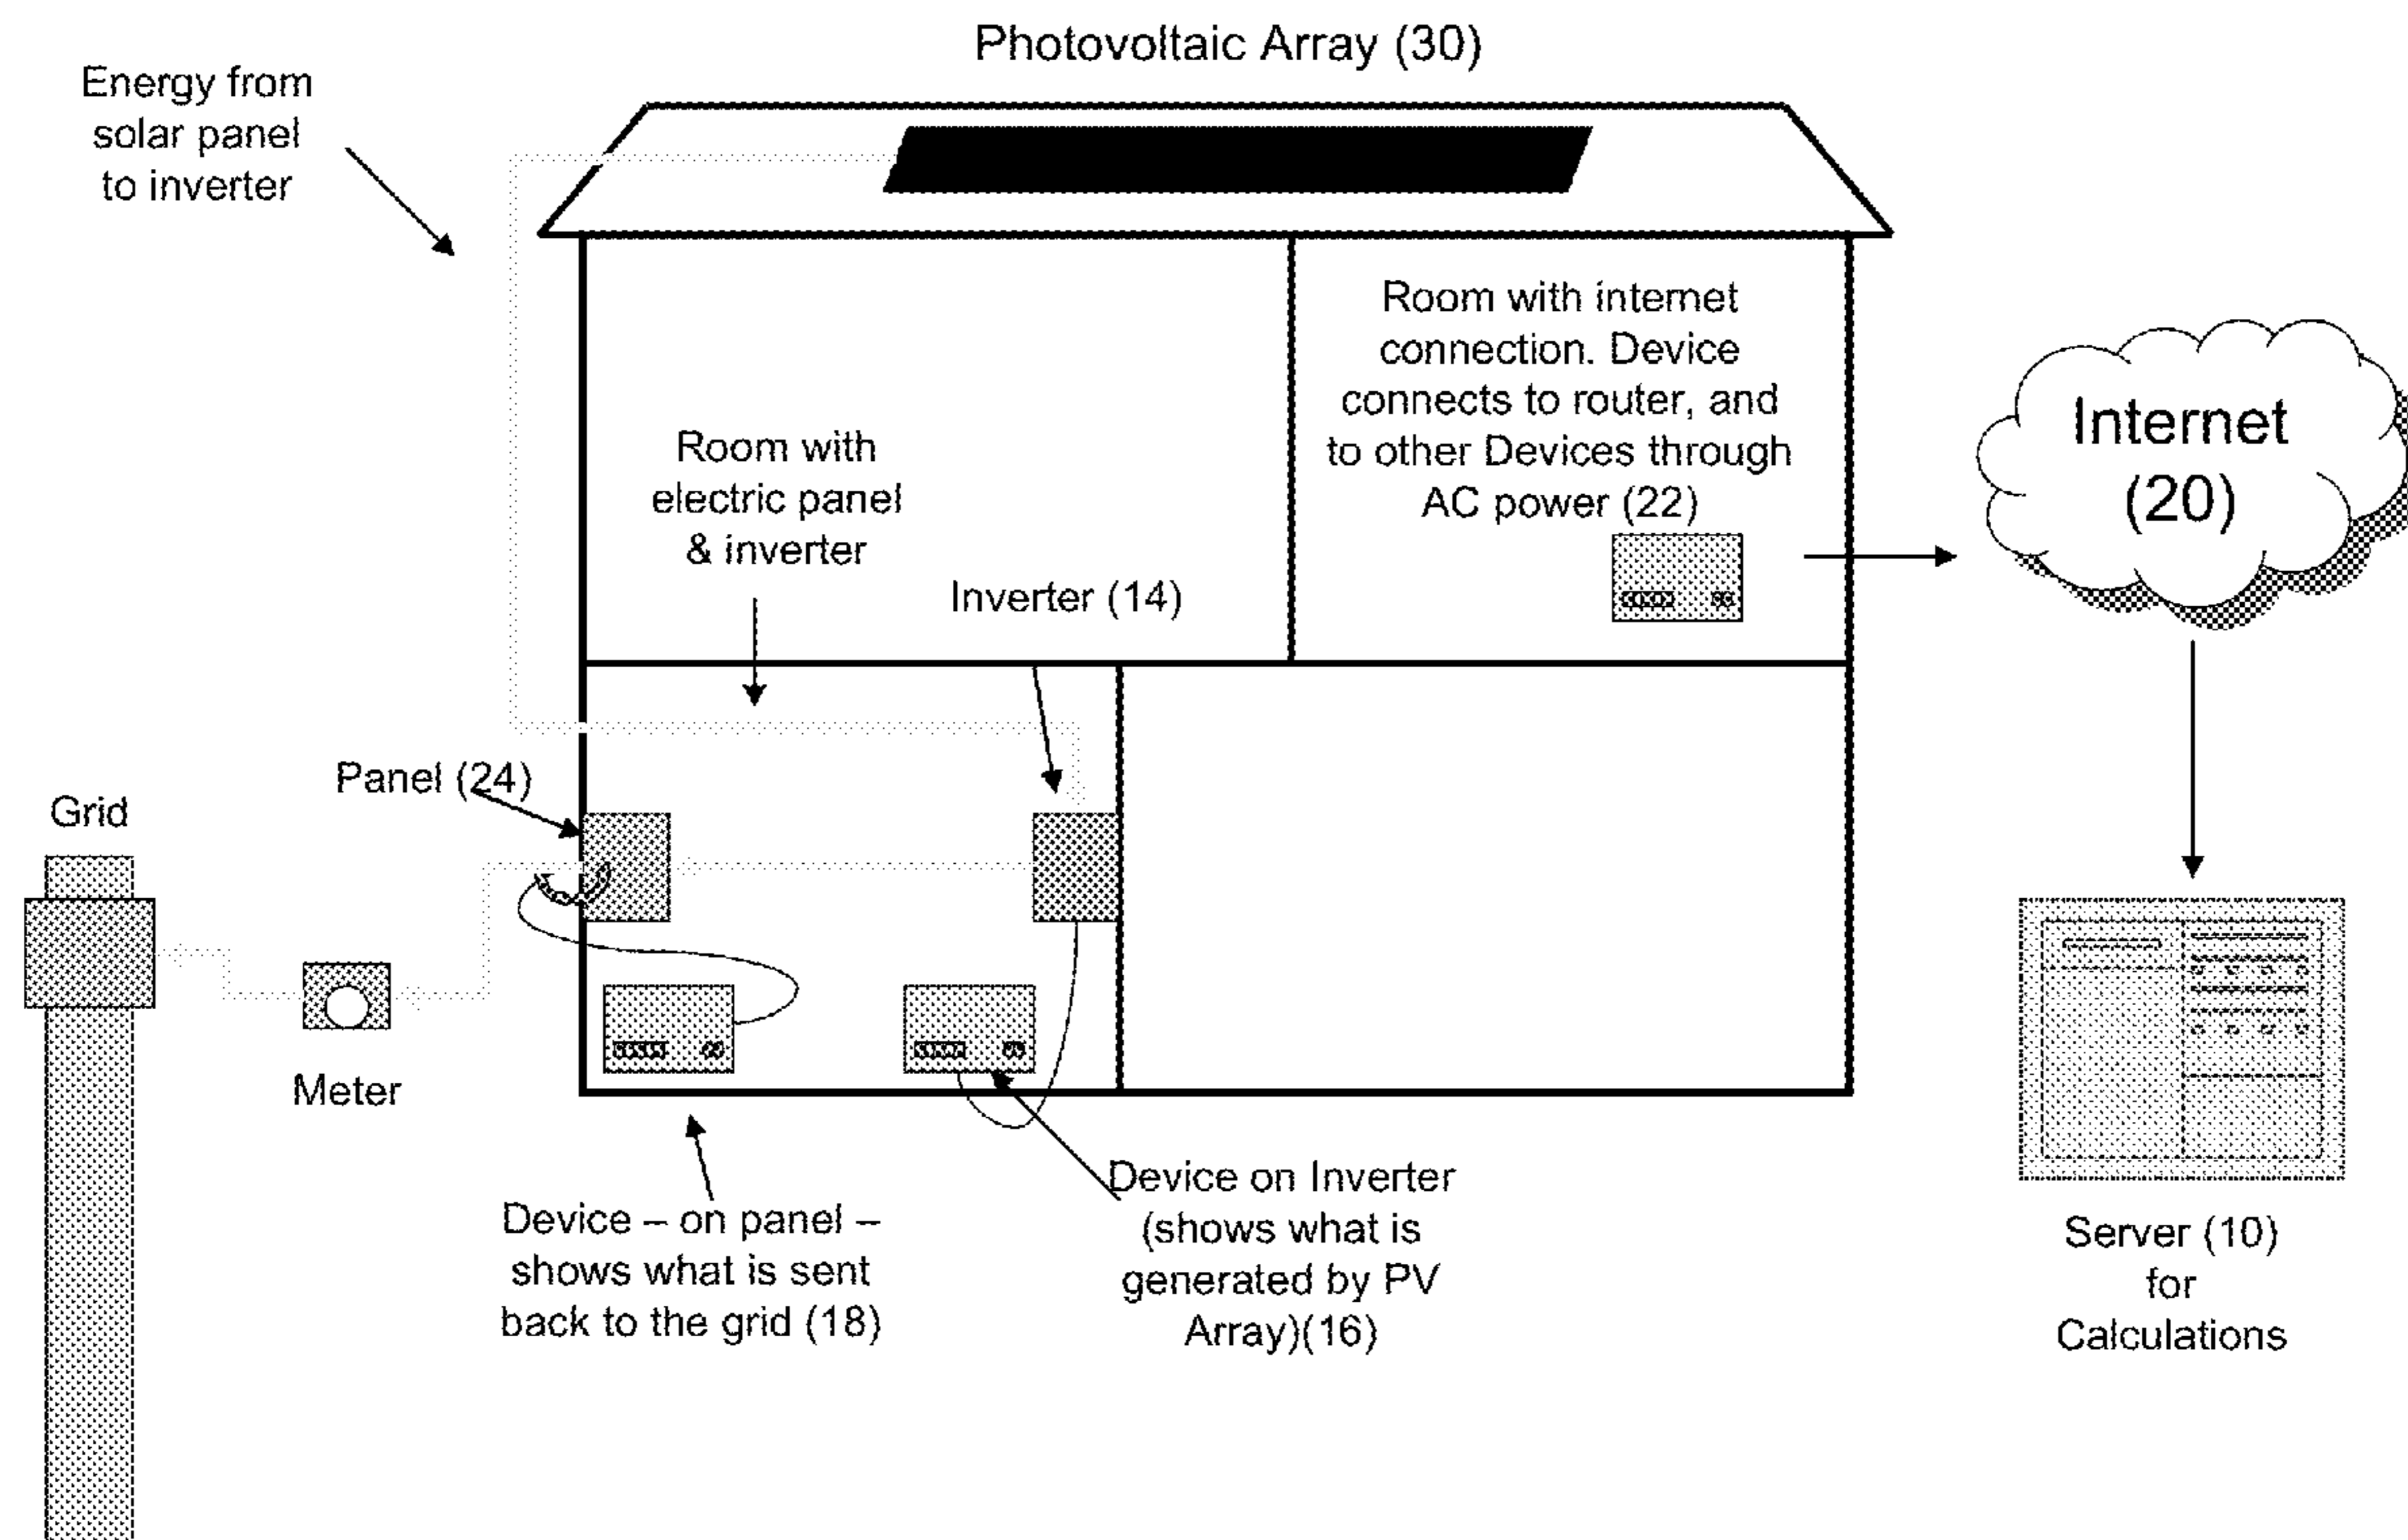 Photovoltaic Array (30)
Energy from
solar panel
to inverter
Room with internet
connection. Device
connects to router, and
to other Devices through
AC power (22)
Internet
(20)
Room with
electric panel
& inverter
Inverter (14)
Panel (24)
Grid
Meter
Device – on panel –
shows what is sent
back to the grid (18)
Device on Inverter
(shows what is
generated by PV
Array)(16)
Server (10)
for
Calculations